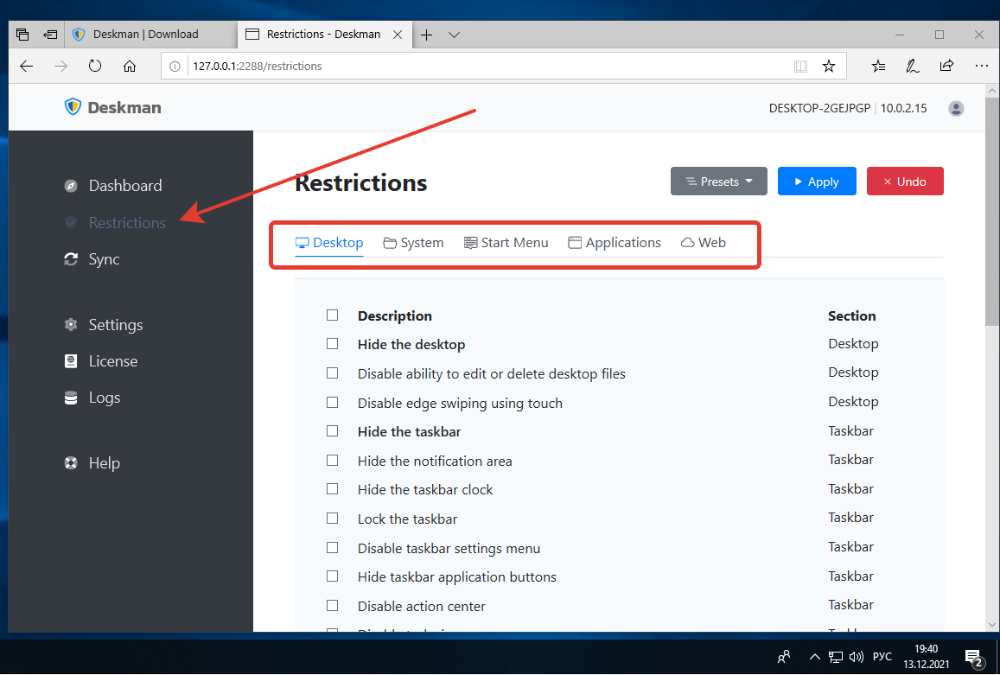 Deskman | Download
Restrictions - Deskman
127.0.0.1:2288/restrictions
Deskman
DESKTOP-2GEJPGP | 10.0.2.15
Dashboard
Restrictions
Sync
Settings
License
Logs
Help
Restrictions
Presets
Apply
Undo
Desktop System Start Menu Applications Web
Description Section
Hide the desktop Desktop
Disable ability to edit or delete desktop files Desktop
Disable edge swiping using touch Desktop
Hide the taskbar Taskbar
Hide the notification area Taskbar
Hide the taskbar clock Taskbar
Lock the taskbar Taskbar
Disable taskbar settings menu Taskbar
Hide taskbar application buttons Taskbar
Disable action center Taskbar
РУС
19:40
13.12.2021
2